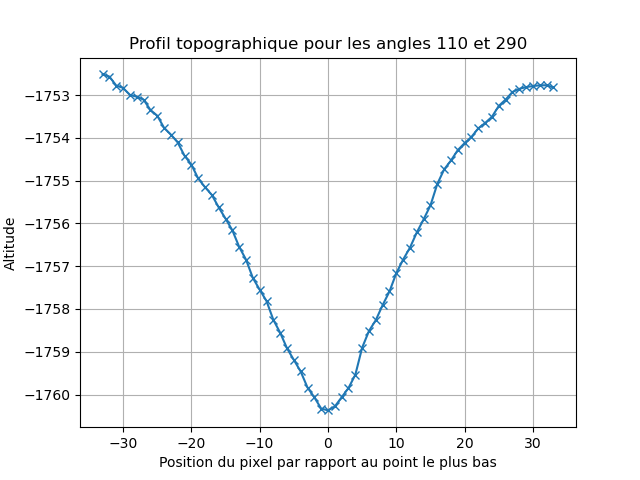 Profil topographique pour les angles 110 et 290
Altitude
−1753
−1754
−1755
−1756
−1757
−1758
−1759
−1760
−30 −20 −10 0 10 20 30
Position du pixel par rapport au point le plus bas